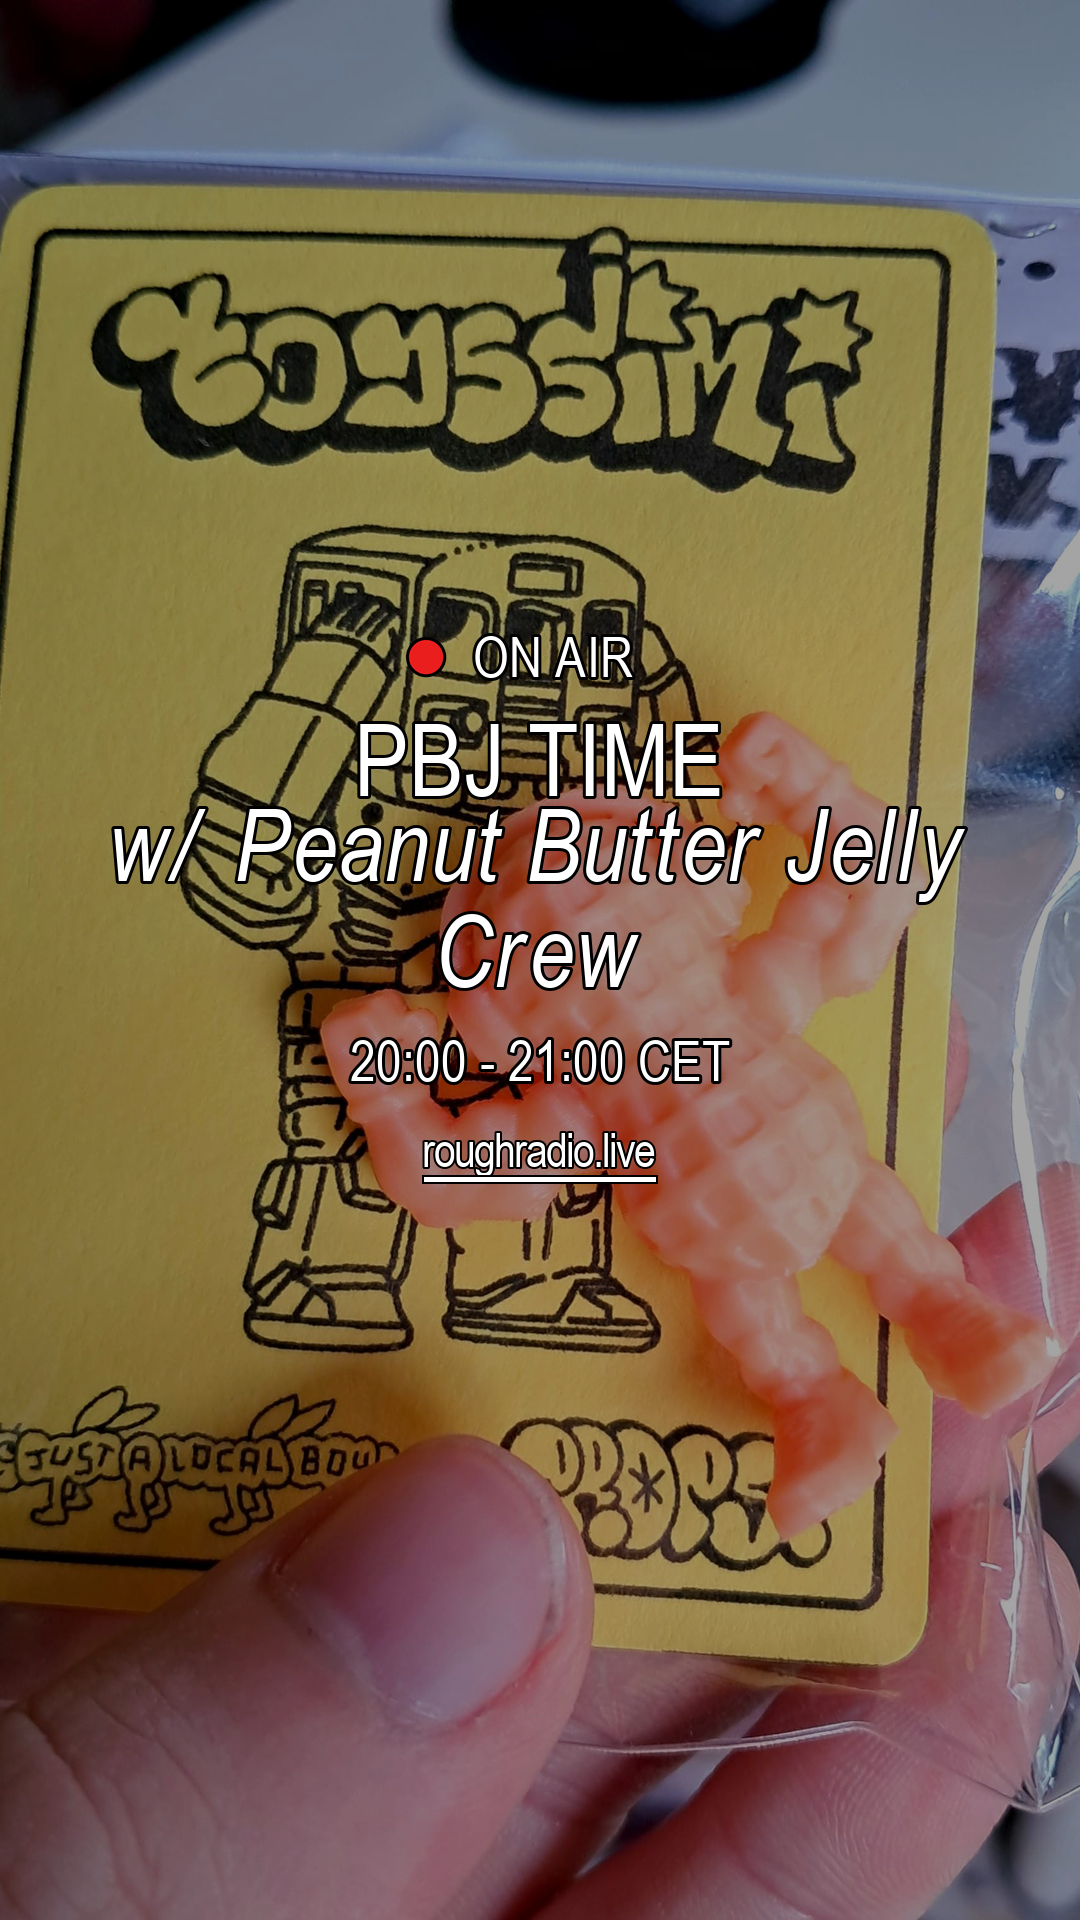 toyssimi
ON AIR
PBJ TIME
w/ Peanut Butter Jelly
Crew
20:00 - 21:00 CET
roughradio.live
JUST A LOCAL BOY
PROPS.